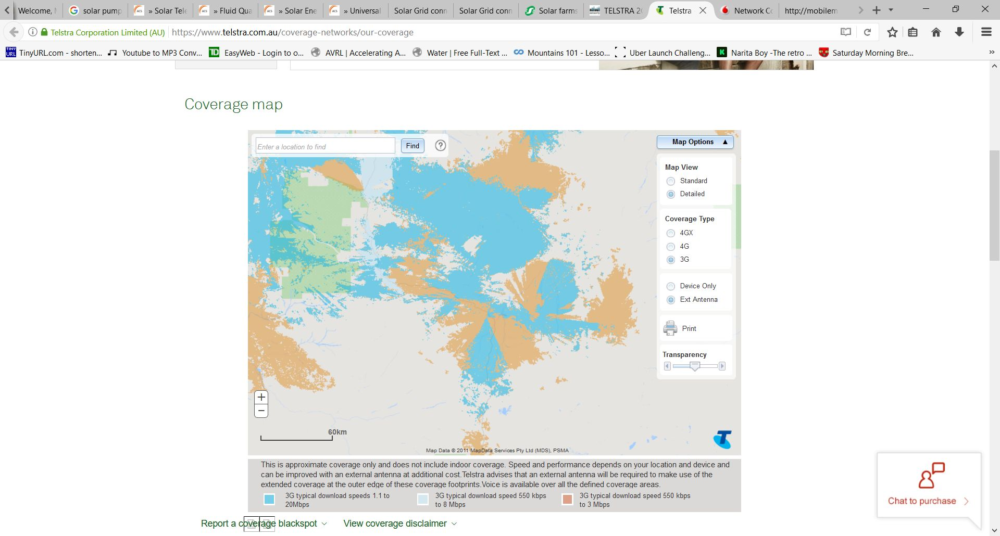 Welcome,
solar pump
» Solar Tele
» Fluid Qua
» Solar Ene
» Universal
Solar Grid conn
Solar Grid conn
Solar farms
TELSTRA 20
Telstra
Network Co
http://mobilem
Telstra Corporation Limited (AU)
https://www.telstra.com.au/coverage-networks/our-coverage
TINY URL
TinyURL.com - shorten...
Youtube to MP3 Conv...
TD
EasyWeb - Login to o...
AVRL | Accelerating A...
Water | Free Full-Text ...
Mountains 101 - Lesso...
Uber Launch Challeng...
K
Narita Boy -The retro ...
Saturday Morning Bre...
Coverage map
Enter a location to find
Find
?
Map Options ▲
Map View
Standard
Detailed
Coverage Type
4GX
4G
3G
Device Only
Ext Antenna
Print
Transparency
+
−
60km
Map Data © 2011 MapData Services Pty Ltd (MDS), PSMA
This is approximate coverage only and does not include indoor coverage. Speed and performance depends on your location and device and
can be improved with an external antenna at additional cost.Telstra advises that an external antenna will be required to make use of the
extended coverage at the outer edge of these coverage footprints.Voice is available over all the defined coverage areas.
3G typical download speeds 1.1 to
20Mbps
3G typical download speed 550 kbps
to 8 Mbps
3G typical download speed 550 kbps
to 3 Mbps
Chat to purchase
Report a coverage blackspot
View coverage disclaimer